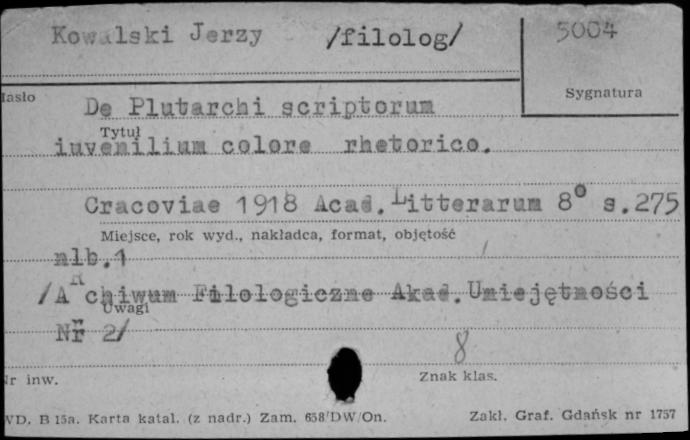 Kowalski Jerzy /filolog/ 5004
Hasło Sygnatura
De Plutarchi scriptorum
Tytuł
iuvenilium colore rhetorico.
Cracoviae 1918 Acad. Litterarum 8° s.275
Miejsce, rok wyd., nakładca, format, objętość
nlb.1
/Archiwum Filologiczne Akad. Umiejętności
Uwagi
Nr 2/
8
Nr inw. Znak klas.
WD. B 15a. Karta katal. (z nadr.) Zam. 658/DW/On. Zakł. Graf. Gdańsk nr 1757